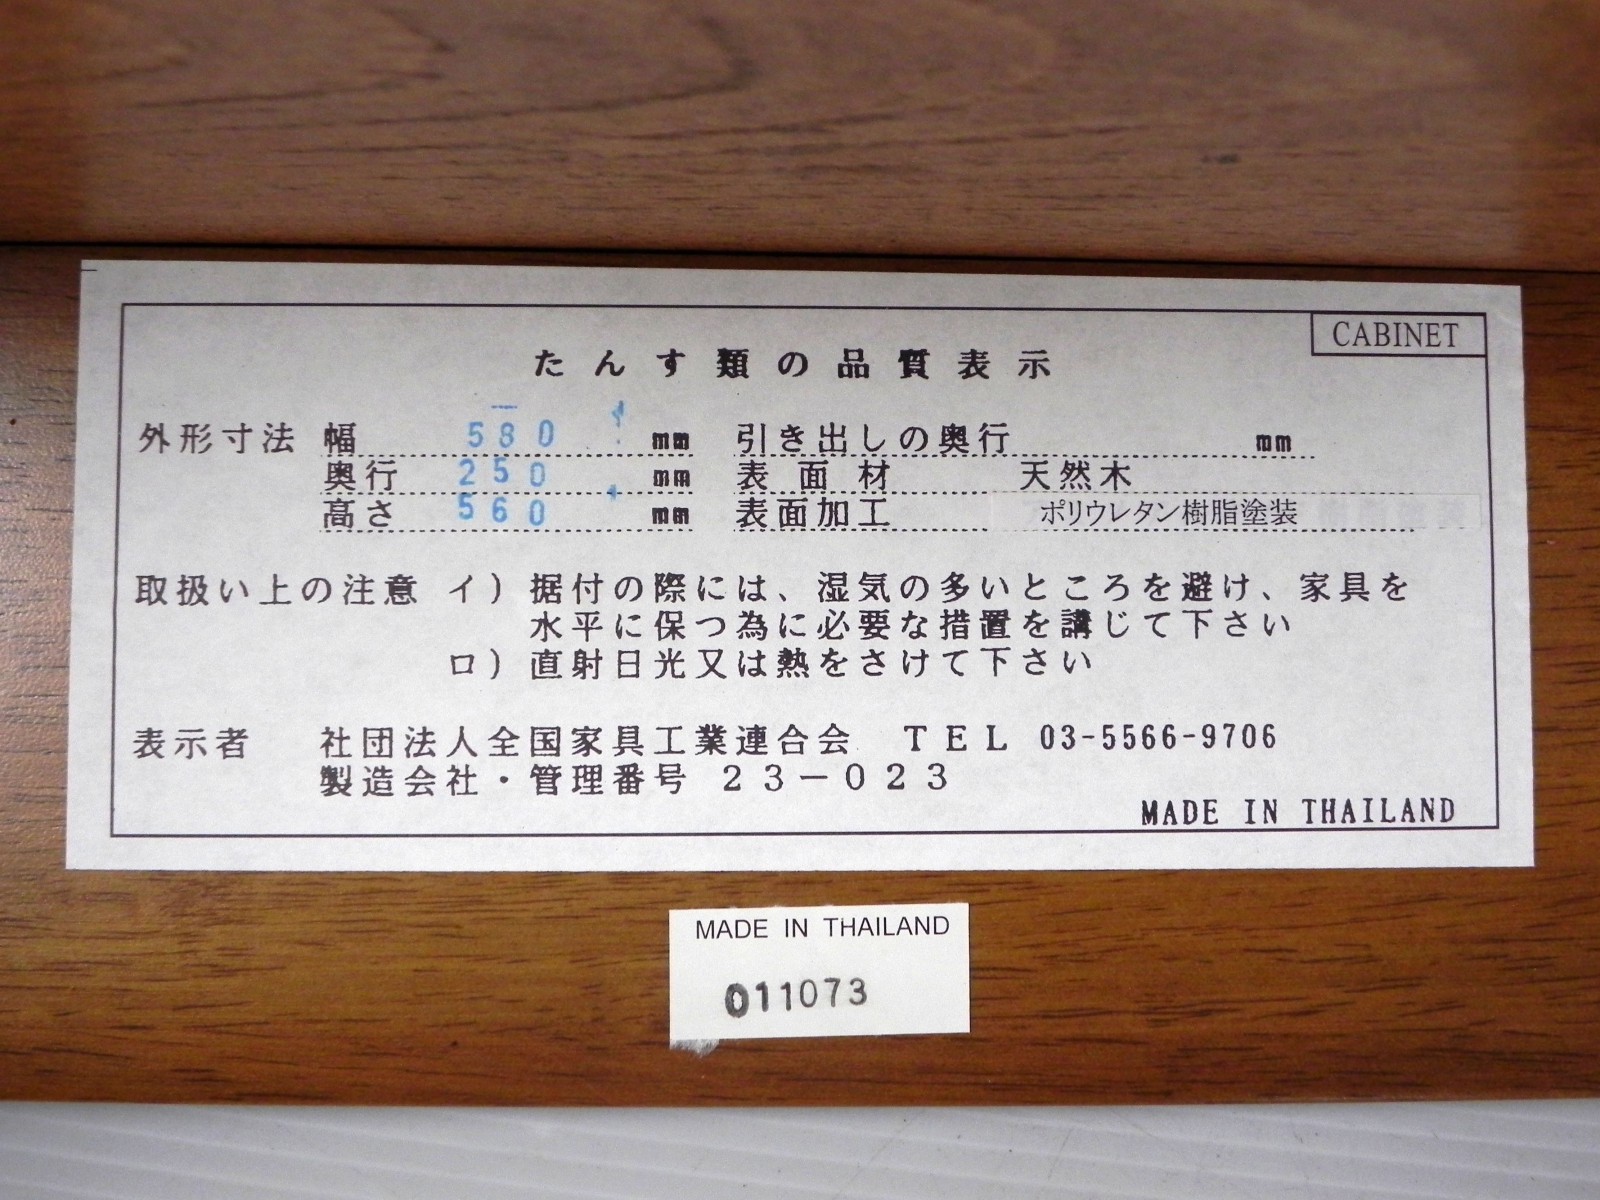 CABINET
たんす類の品質表示
外形寸法 幅 580 mm 引き出しの奥行 mm
奥行 250 mm 表面材 天然木
高さ 560 mm 表面加工 ポリウレタン樹脂塗装
取扱い上の注意 イ）据付の際には、湿気の多いところを避け、家具を
水平に保つ為に必要な措置を講じて下さい
ロ）直射日光又は熱をさけて下さい
表示者 社団法人全国家具工業連合会 TEL 03-5566-9706
製造会社・管理番号 23－023
MADE IN THAILAND
MADE IN THAILAND
011073